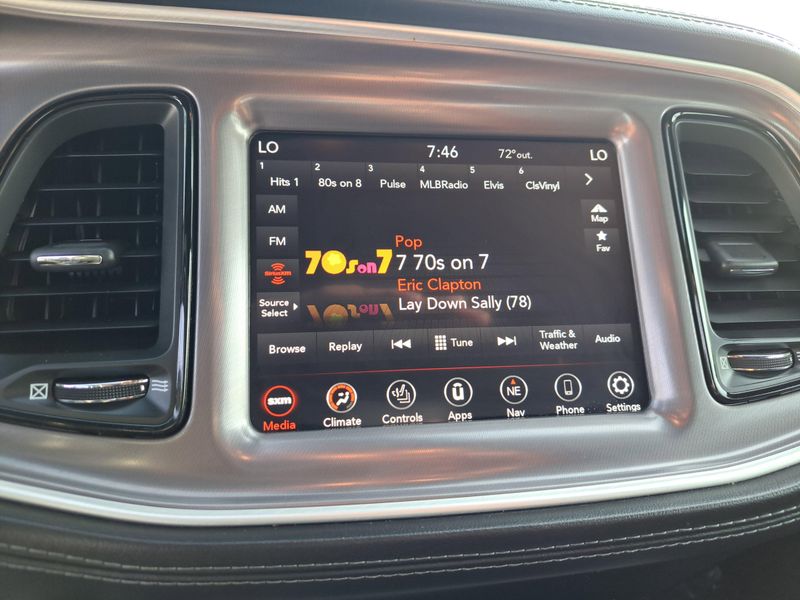 LO 7:46 72°out. LO
1 Hits 1 2 80s on 8 3 Pulse 4 MLBRadio 5 Elvis 6 ClsVinyl
AM
Map
FM
Fav
Pop
70s on 7
7 70s on 7
SiriusXM
Eric Clapton
Source
Select
Lay Down Sally (78)
Browse Replay Tune Traffic & Weather Audio
sxm NE
Media Climate Controls Apps Nav Phone Settings